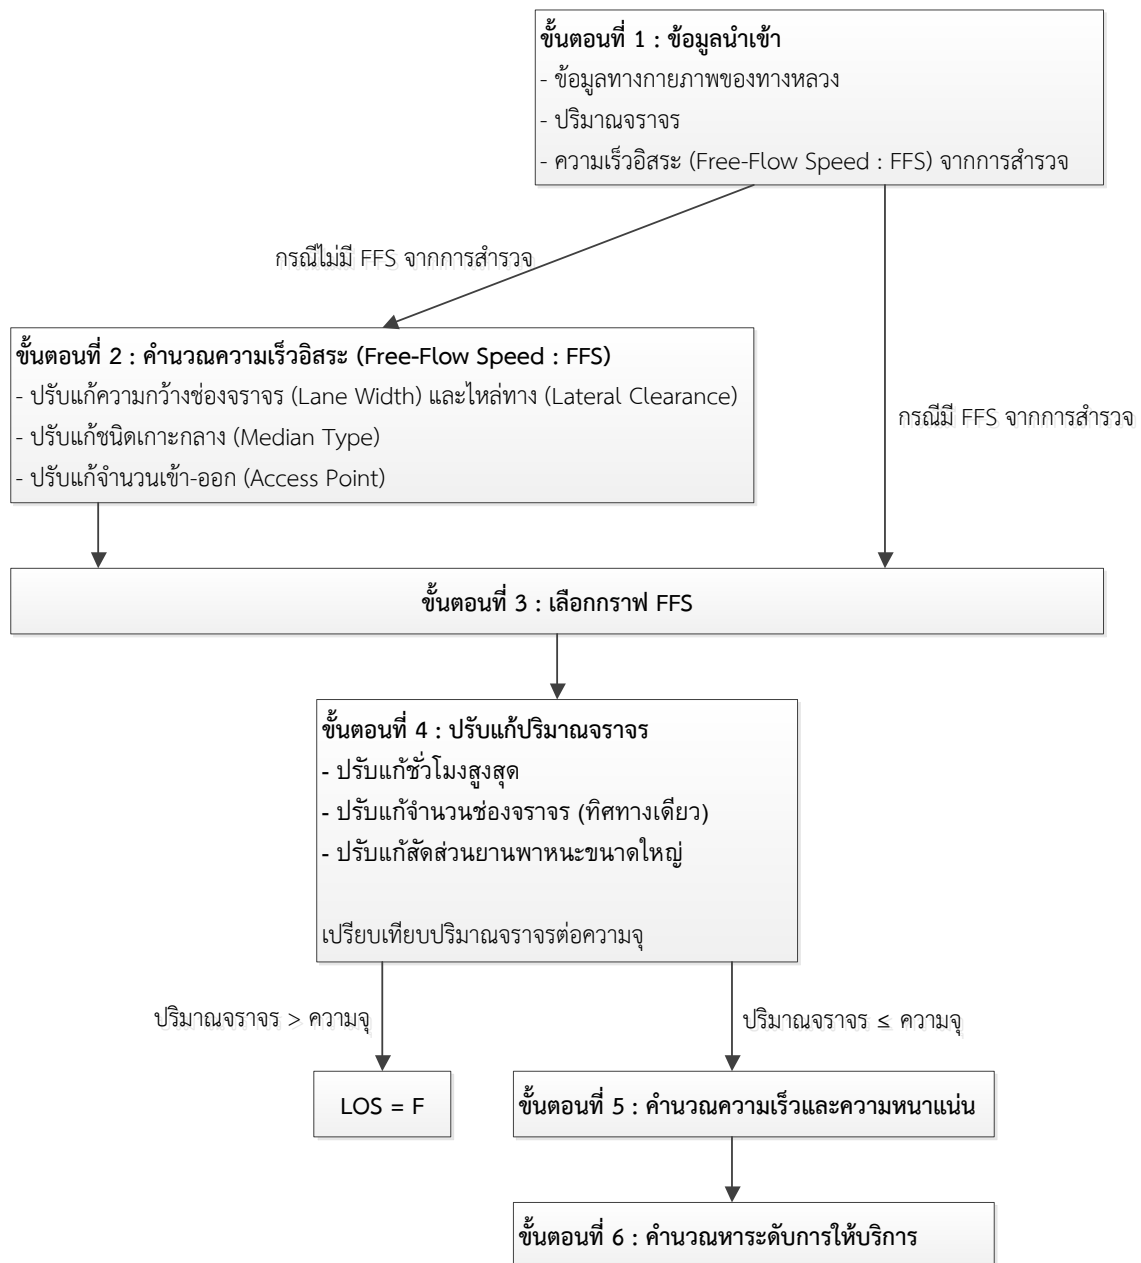 ขั้นตอนที่ 1 : ข้อมูลนำเข้า
- ข้อมูลทางกายภาพของทางหลวง
- ปริมาณจราจร
- ความเร็วอิสระ (Free-Flow Speed : FFS) จากการสำรวจ
กรณีไม่มี FFS จากการสำรวจ
ขั้นตอนที่ 2 : คำนวณความเร็วอิสระ (Free-Flow Speed : FFS)
- ปรับแก้ความกว้างช่องจราจร (Lane Width) และไหล่ทาง (Lateral Clearance)
- ปรับแก้ชนิดเกาะกลาง (Median Type)
- ปรับแก้จำนวนเข้า-ออก (Access Point)
กรณีมี FFS จากการสำรวจ
ขั้นตอนที่ 3 : เลือกกราฟ FFS
ขั้นตอนที่ 4 : ปรับแก้ปริมาณจราจร
- ปรับแก้ชั่วโมงสูงสุด
- ปรับแก้จำนวนช่องจราจร (ทิศทางเดียว)
- ปรับแก้สัดส่วนยานพาหนะขนาดใหญ่
เปรียบเทียบปริมาณจราจรต่อความจุ
ปริมาณจราจร > ความจุ
ปริมาณจราจร ≤ ความจุ
LOS = F
ขั้นตอนที่ 5 : คำนวณความเร็วและความหนาแน่น
ขั้นตอนที่ 6 : คำนวณหาระดับการให้บริการ